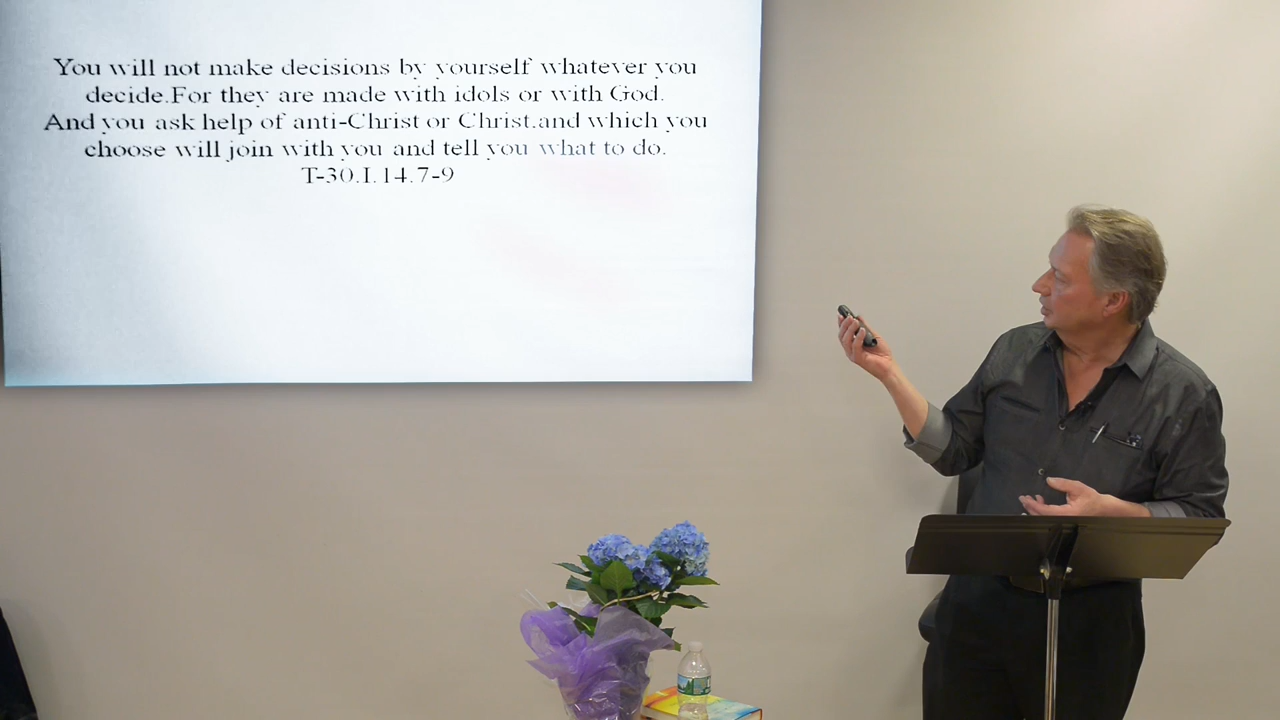 You will not make decisions by yourself whatever you
decide.For they are made with idols or with God.
And you ask help of anti-Christ or Christ.and which you
choose will join with you and tell you what to do.
T-30.I.14.7-9